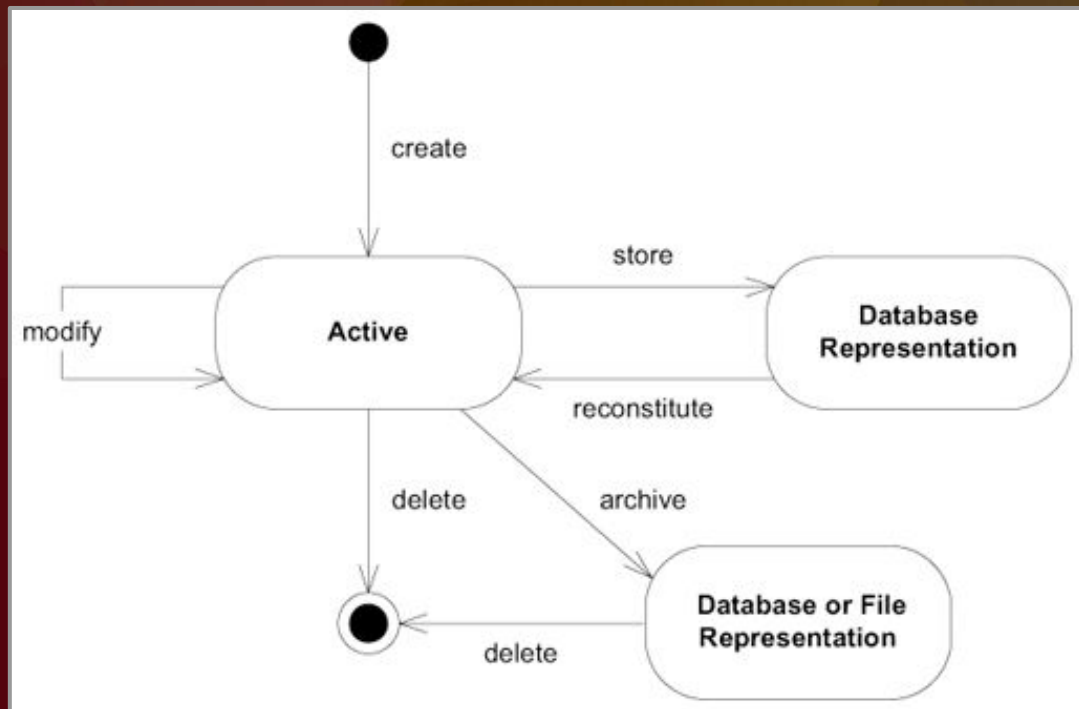 create
store
modify
Active
Database
Representation
reconstitute
delete
archive
Database or File
Representation
delete